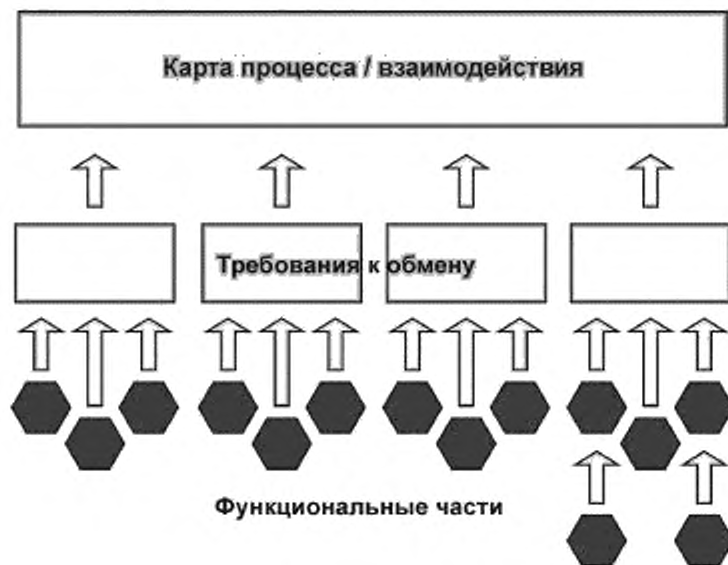 Карта процесса / взаимодействия
Требования к обмену
Функциональные части